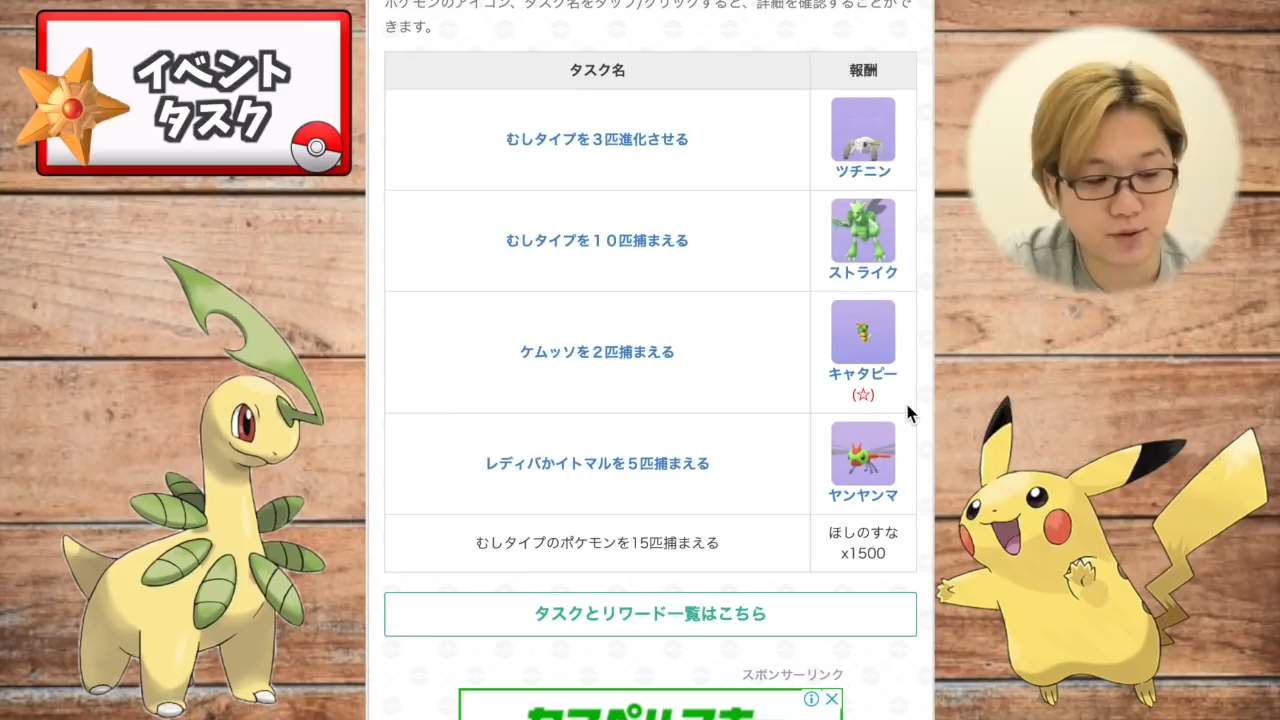 イベント
タスク
ポケモンのアイコン、タスク名をタップ/クリックすると、詳細を確認することがで
きます。
タスク名 報酬
むしタイプを３匹進化させる
ツチニン
むしタイプを１０匹捕まえる
ストライク
ケムッソを２匹捕まえる
キャタピー
(☆)
レディバかイトマルを５匹捕まえる
ヤンヤンマ
むしタイプのポケモンを15匹捕まえる
ほしのすな
x1500
タスクとリワード一覧はこちら
スポンサーリンク